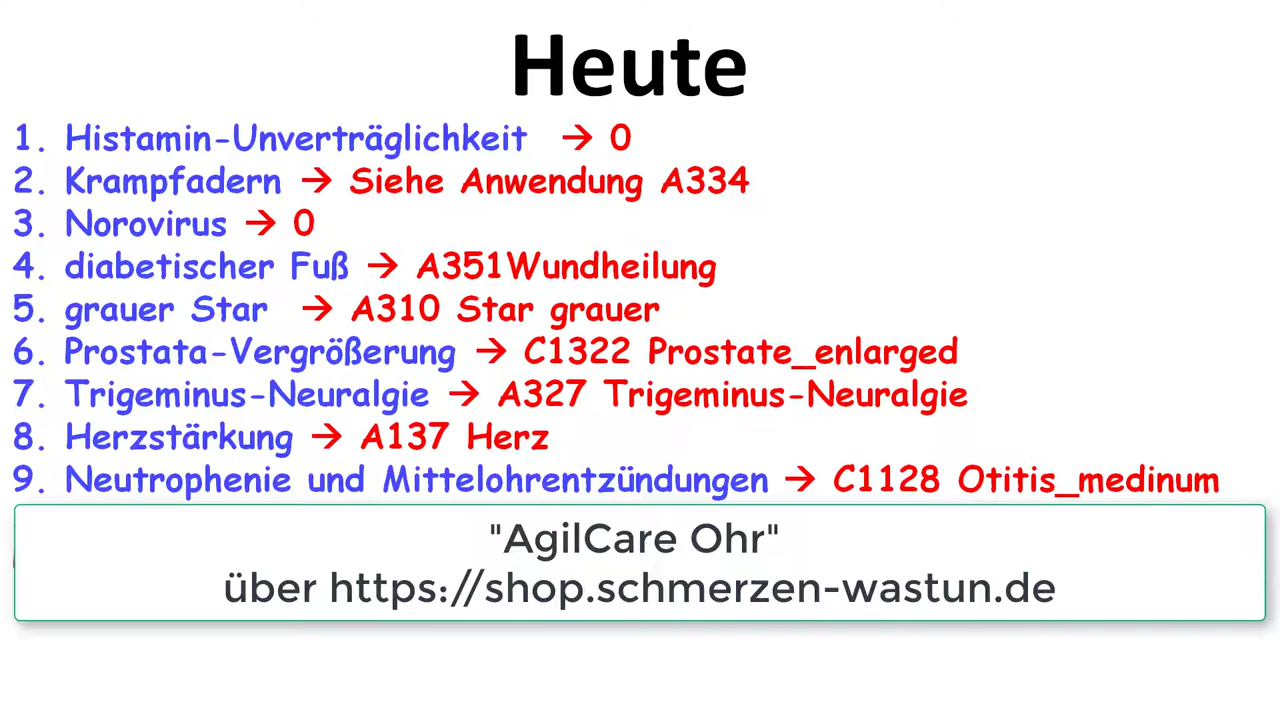 Heute
1. Histamin-Unverträglichkeit → 0
2. Krampfadern → Siehe Anwendung A334
3. Norovirus → 0
4. diabetischer Fuß → A351Wundheilung
5. grauer Star → A310 Star grauer
6. Prostata-Vergrößerung → C1322 Prostate_enlarged
7. Trigeminus-Neuralgie → A327 Trigeminus-Neuralgie
8. Herzstärkung → A137 Herz
9. Neutrophenie und Mittelohrentzündungen → C1128 Otitis_medinum
"AgilCare Ohr"
über https://shop.schmerzen-wastun.de